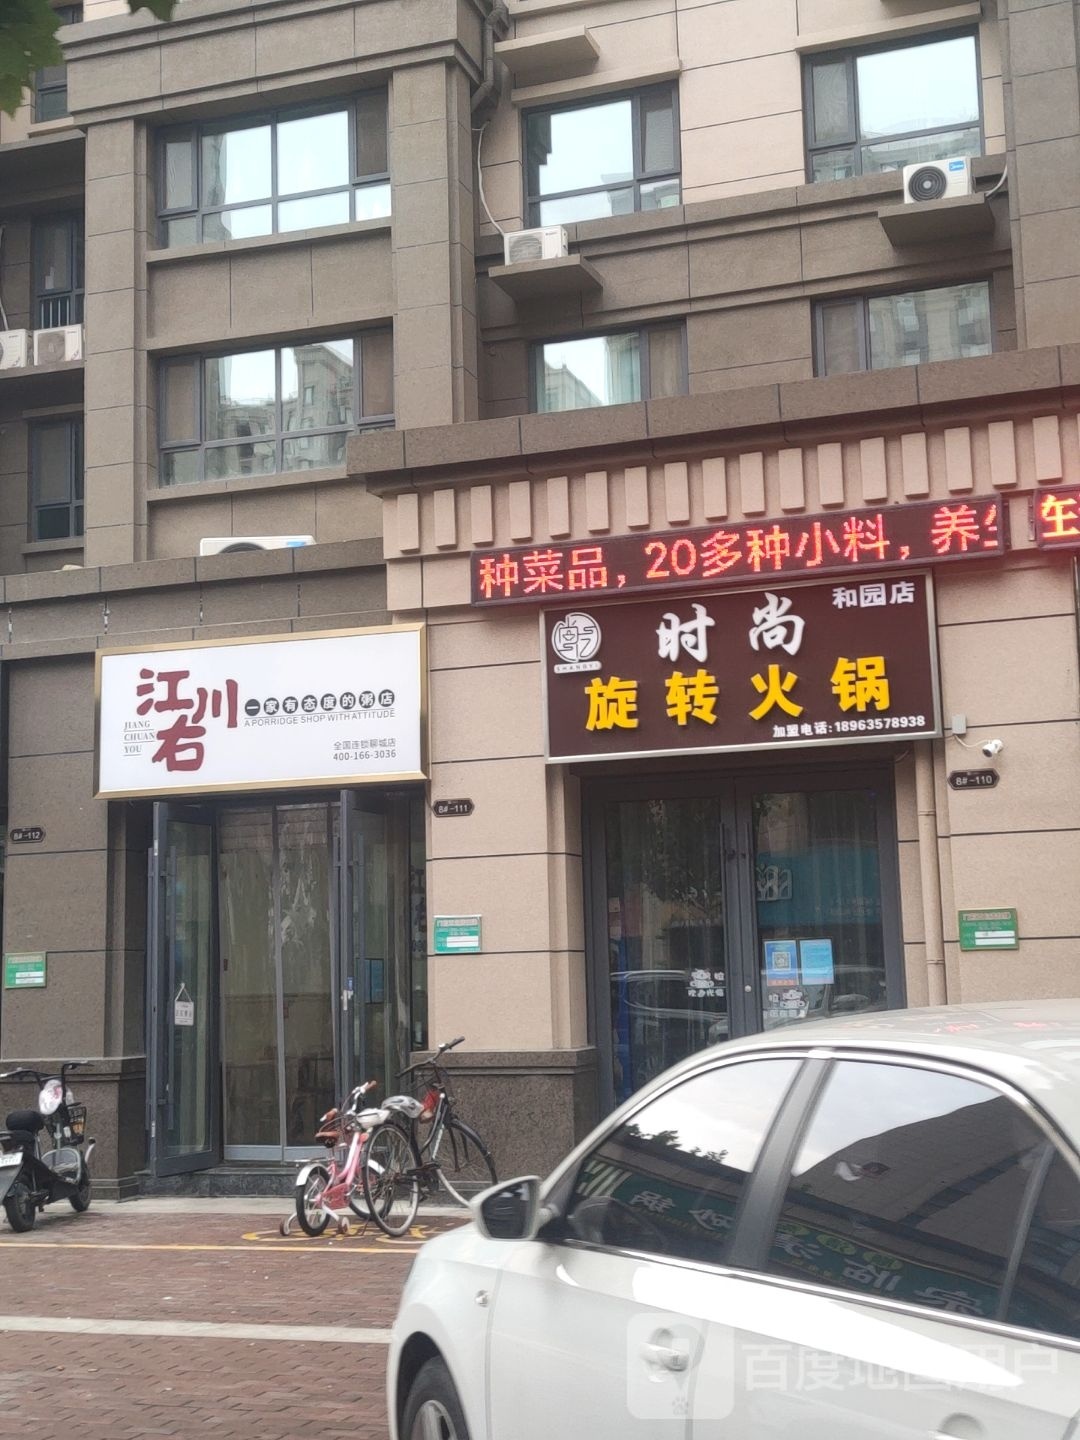 种菜品，20多种小料，养生
时尚 和园店
SHANGYI
旋转火锅
加盟电话：18963578938
江川右
JIANG
CHUAN
YOU
一家有态度的粥店
A PORRIDGE SHOP WITH ATTITUDE
全国连锁聊城店
400-166-3036
8#-110
8#-111
8#-112
百度地图用户